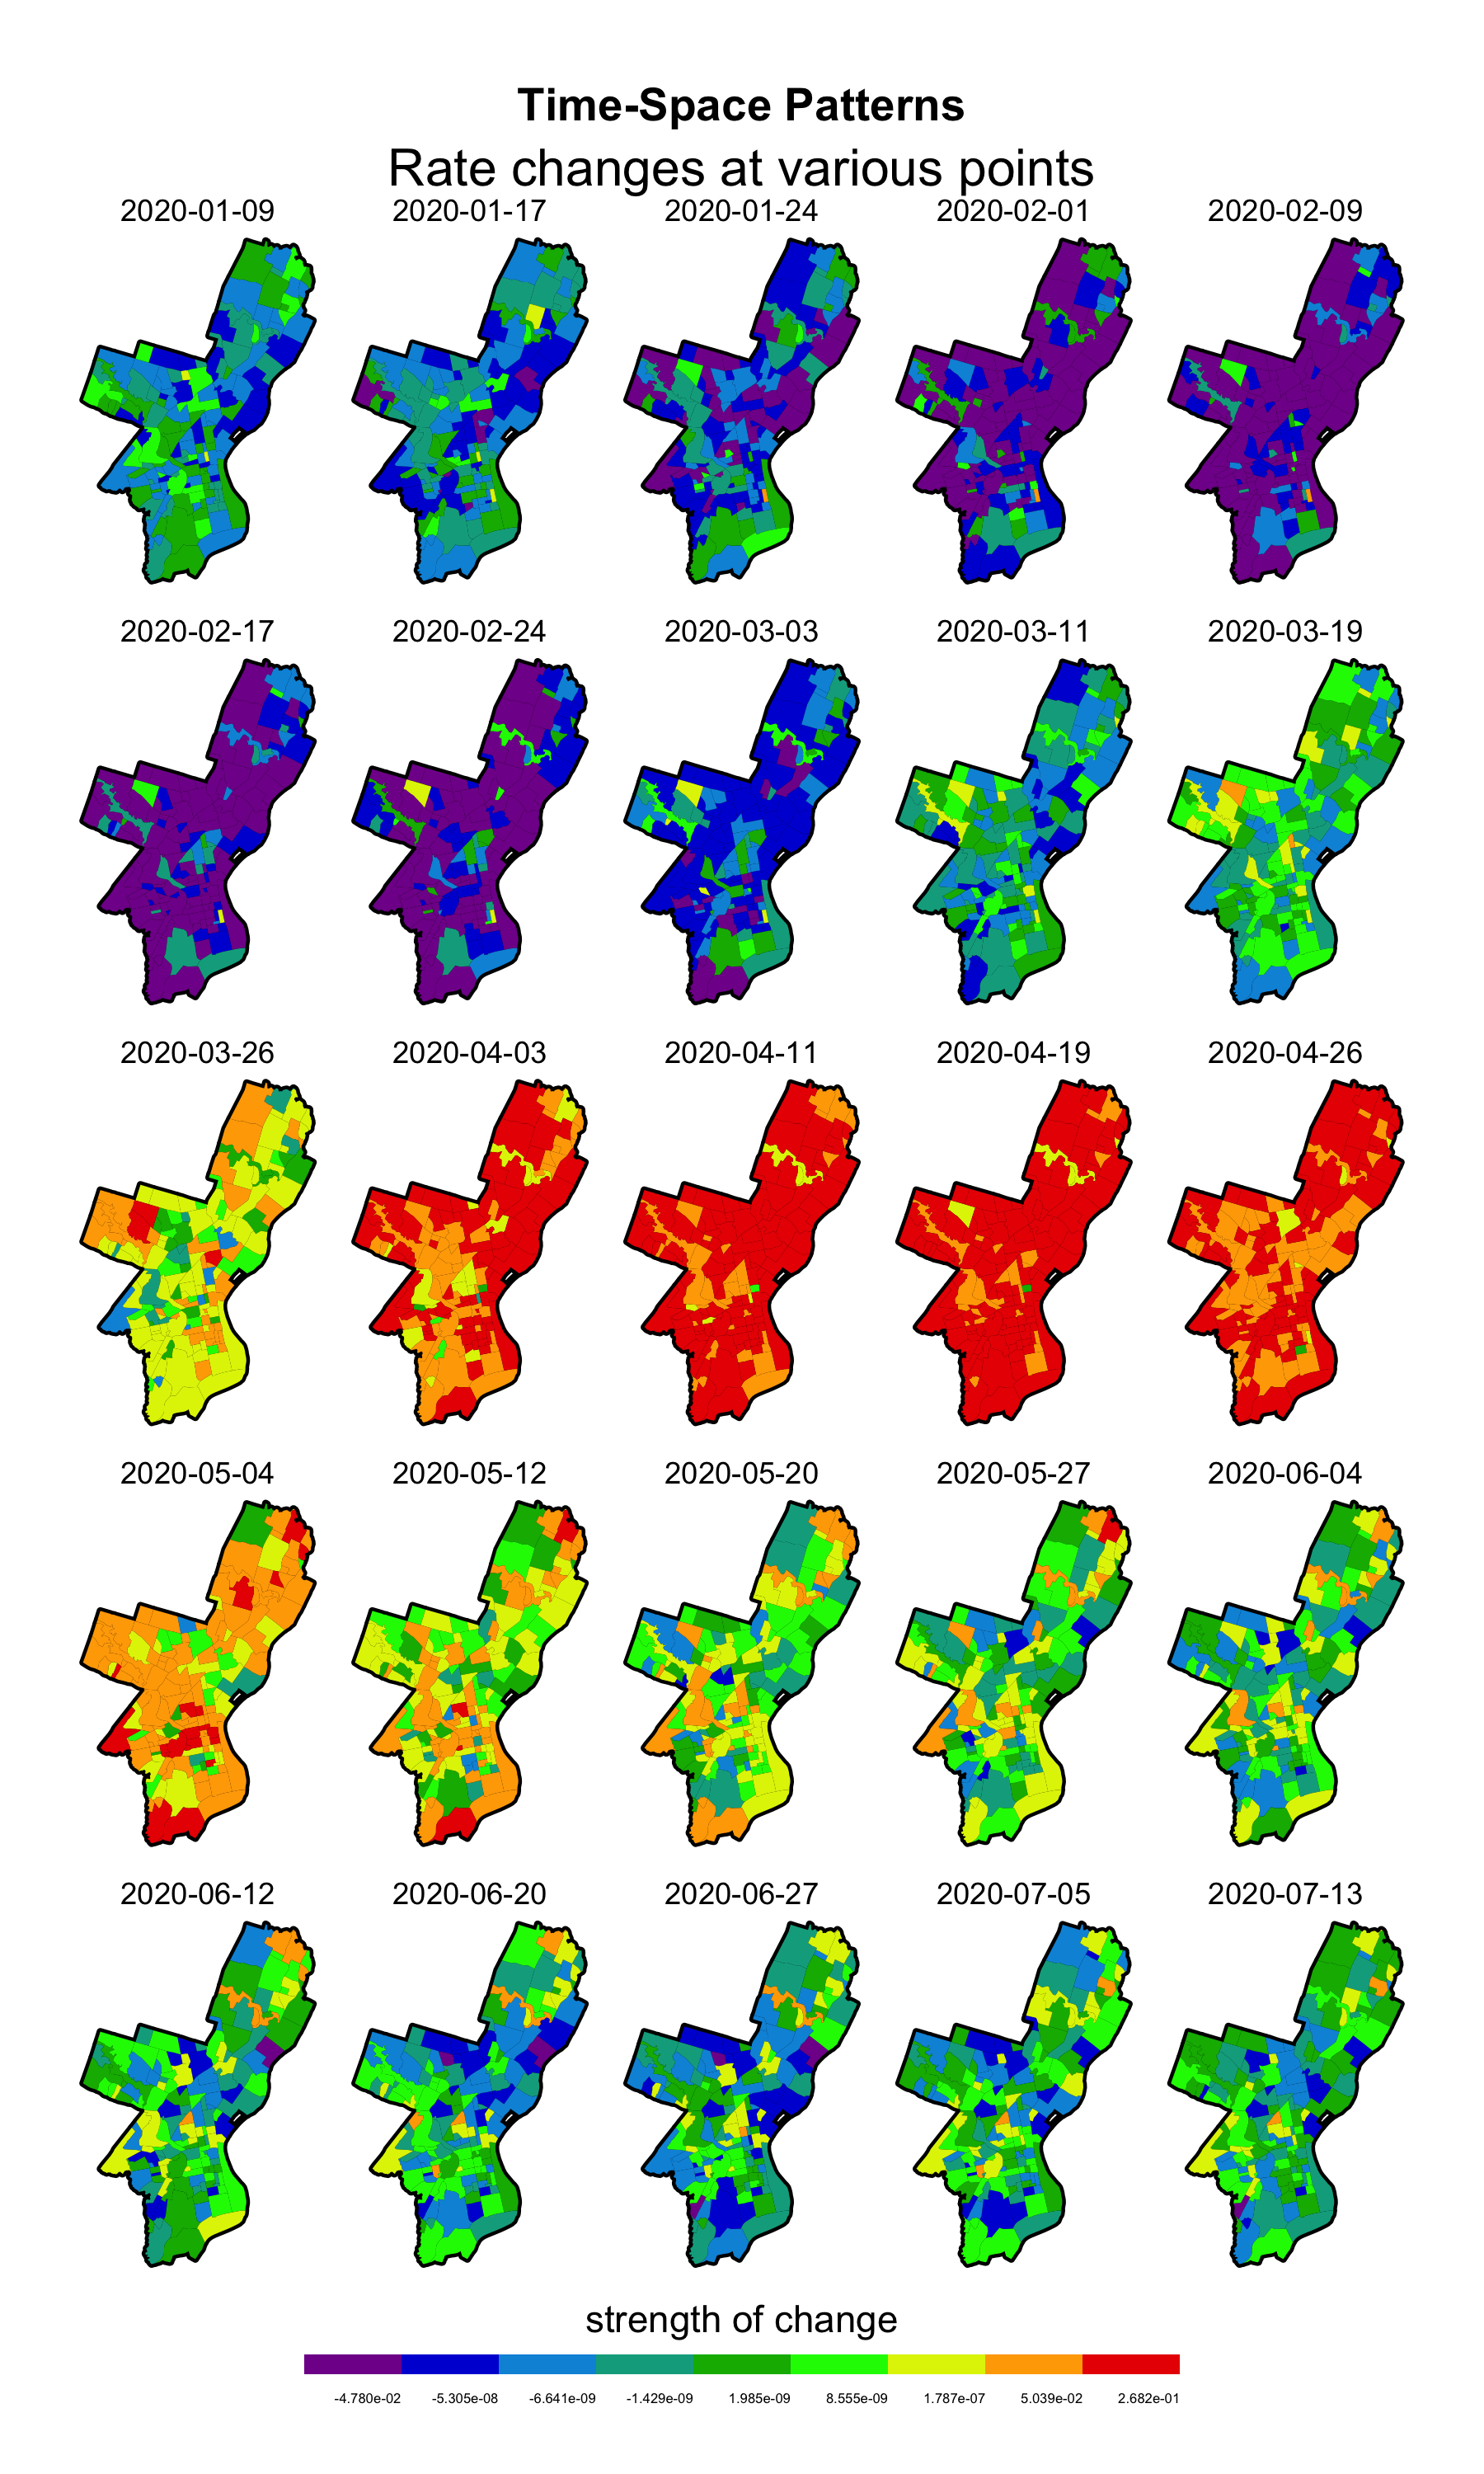 Time-Space Patterns
Rate changes at various points
2020-01-09 2020-01-17 2020-01-24 2020-02-01 2020-02-09
2020-02-17 2020-02-24 2020-03-03 2020-03-11 2020-03-19
2020-03-26 2020-04-03 2020-04-11 2020-04-19 2020-04-26
2020-05-04 2020-05-12 2020-05-20 2020-05-27 2020-06-04
2020-06-12 2020-06-20 2020-06-27 2020-07-05 2020-07-13
strength of change
-4.780e-02 -5.305e-08 -6.641e-09 -1.429e-09 1.985e-09 8.555e-09 1.787e-07 5.039e-02 2.682e-01